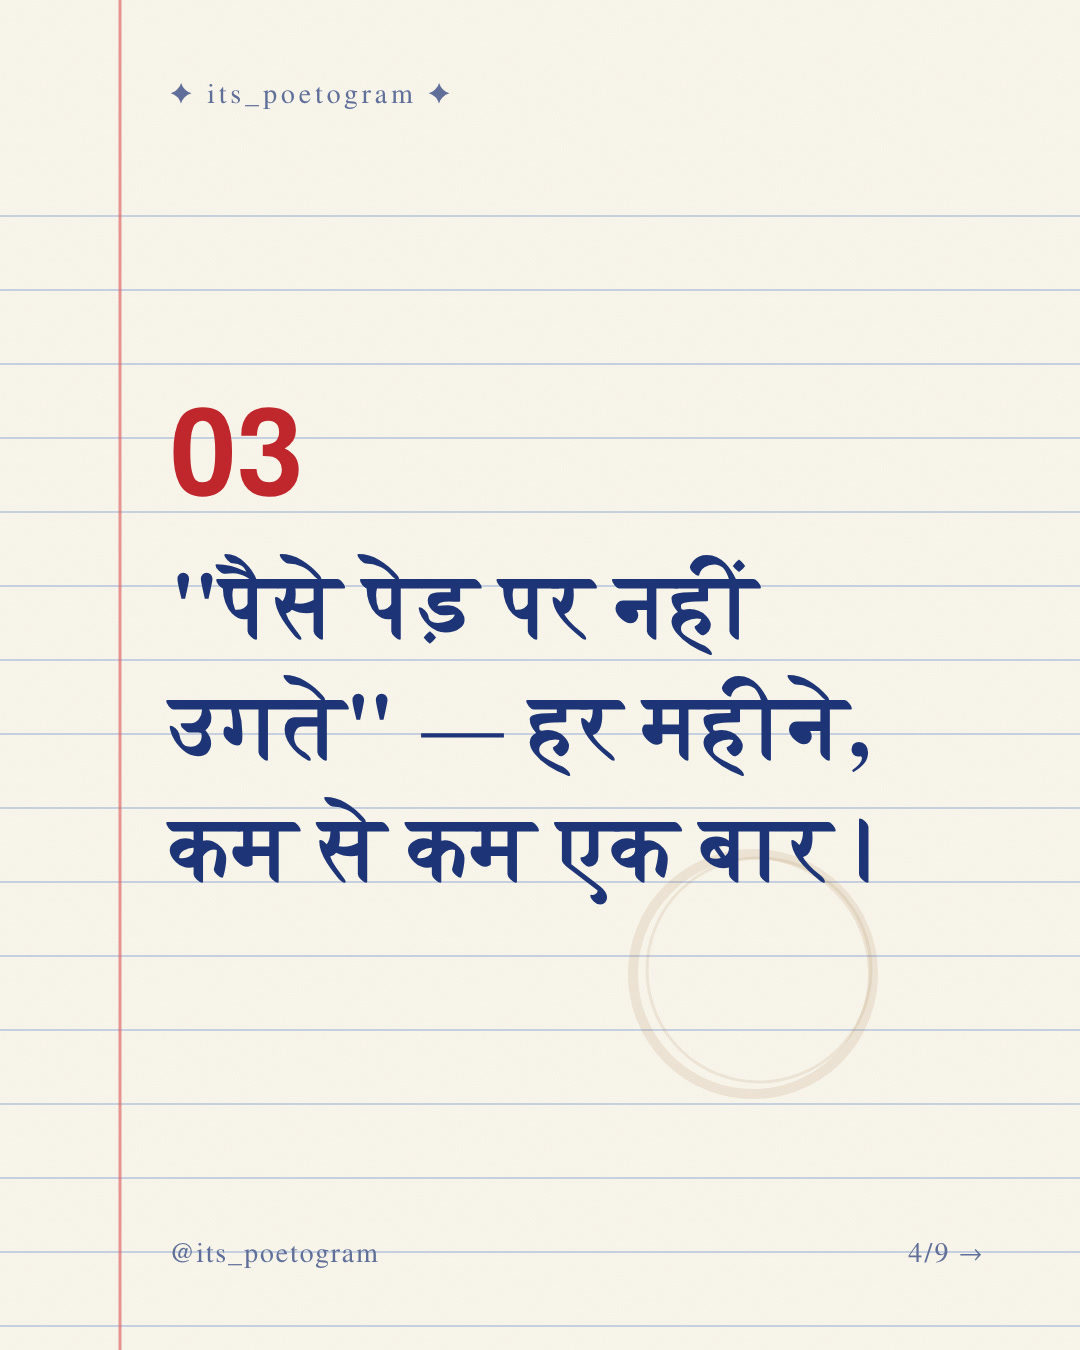 ✦ its_poetogram ✦
03
"पैसे पेड़ पर नहीं
उगते" — हर महीने,
कम से कम एक बार।
@its_poetogram
4/9 →